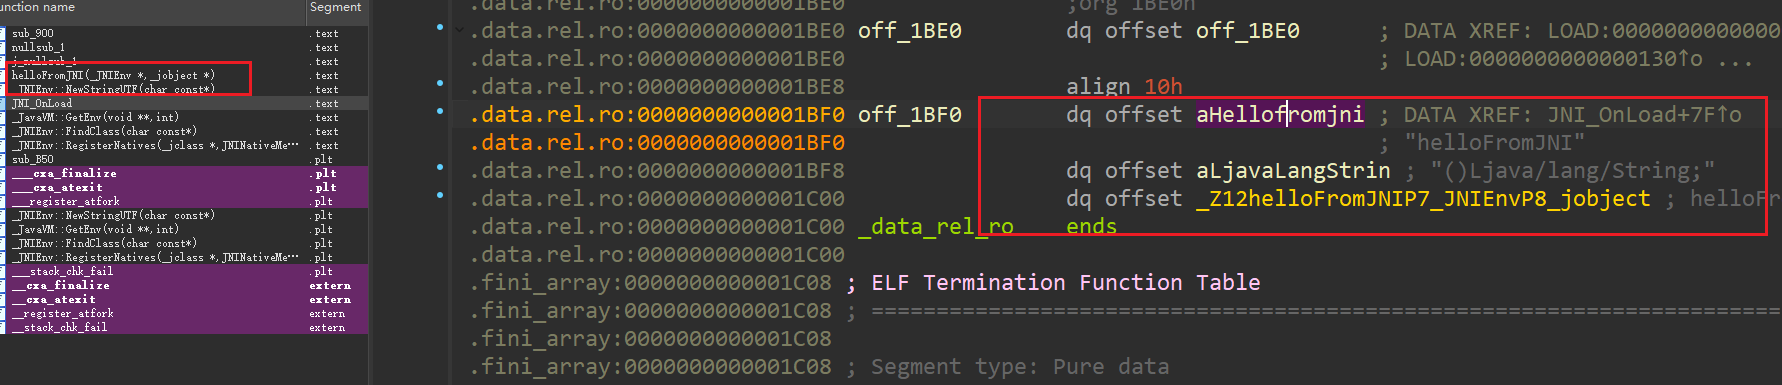 unction name Segment
sub_900 .text
nullsub_1 .text
j_nullsub_1 .text
helloFromJNI(_JNIEnv *,_jobject *) .text
_JNIEnv::NewStringUTF(char const*) .text
JNI_OnLoad .text
_JavaVM::GetEnv(void **,int) .text
_JNIEnv::FindClass(char const*) .text
_JNIEnv::RegisterNatives(_jclass *,JNINativeMe… .text
sub_B50 .plt
___cxa_finalize .plt
___cxa_atexit .plt
___register_atfork .plt
_JNIEnv::NewStringUTF(char const*) .plt
_JavaVM::GetEnv(void **,int) .plt
_JNIEnv::FindClass(char const*) .plt
_JNIEnv::RegisterNatives(_jclass *,JNINativeMe… .plt
___stack_chk_fail .plt
__cxa_finalize extern
__cxa_atexit extern
__register_atfork extern
__stack_chk_fail extern
.data.rel.ro:0000000000001BE0 ;org 1BE0h
.data.rel.ro:0000000000001BE0 off_1BE0 dq offset off_1BE0 ; DATA XREF: LOAD:0000000000000
.data.rel.ro:0000000000001BE0 ; LOAD:0000000000000130↑o ...
.data.rel.ro:0000000000001BE8 align 10h
.data.rel.ro:0000000000001BF0 off_1BF0 dq offset aHellofromjni ; DATA XREF: JNI_OnLoad+7F↑o
.data.rel.ro:0000000000001BF0 ; "helloFromJNI"
.data.rel.ro:0000000000001BF8 dq offset aLjavaLangStrin ; "()Ljava/lang/String;"
.data.rel.ro:0000000000001C00 dq offset _Z12helloFromJNIP7_JNIEnvP8_jobject ; helloFr
.data.rel.ro:0000000000001C00 _data_rel_ro ends
.data.rel.ro:0000000000001C00
.fini_array:0000000000001C08 ; ELF Termination Function Table
.fini_array:0000000000001C08 ; ===========================================================================
.fini_array:0000000000001C08
.fini_array:0000000000001C08 ; Segment type: Pure data